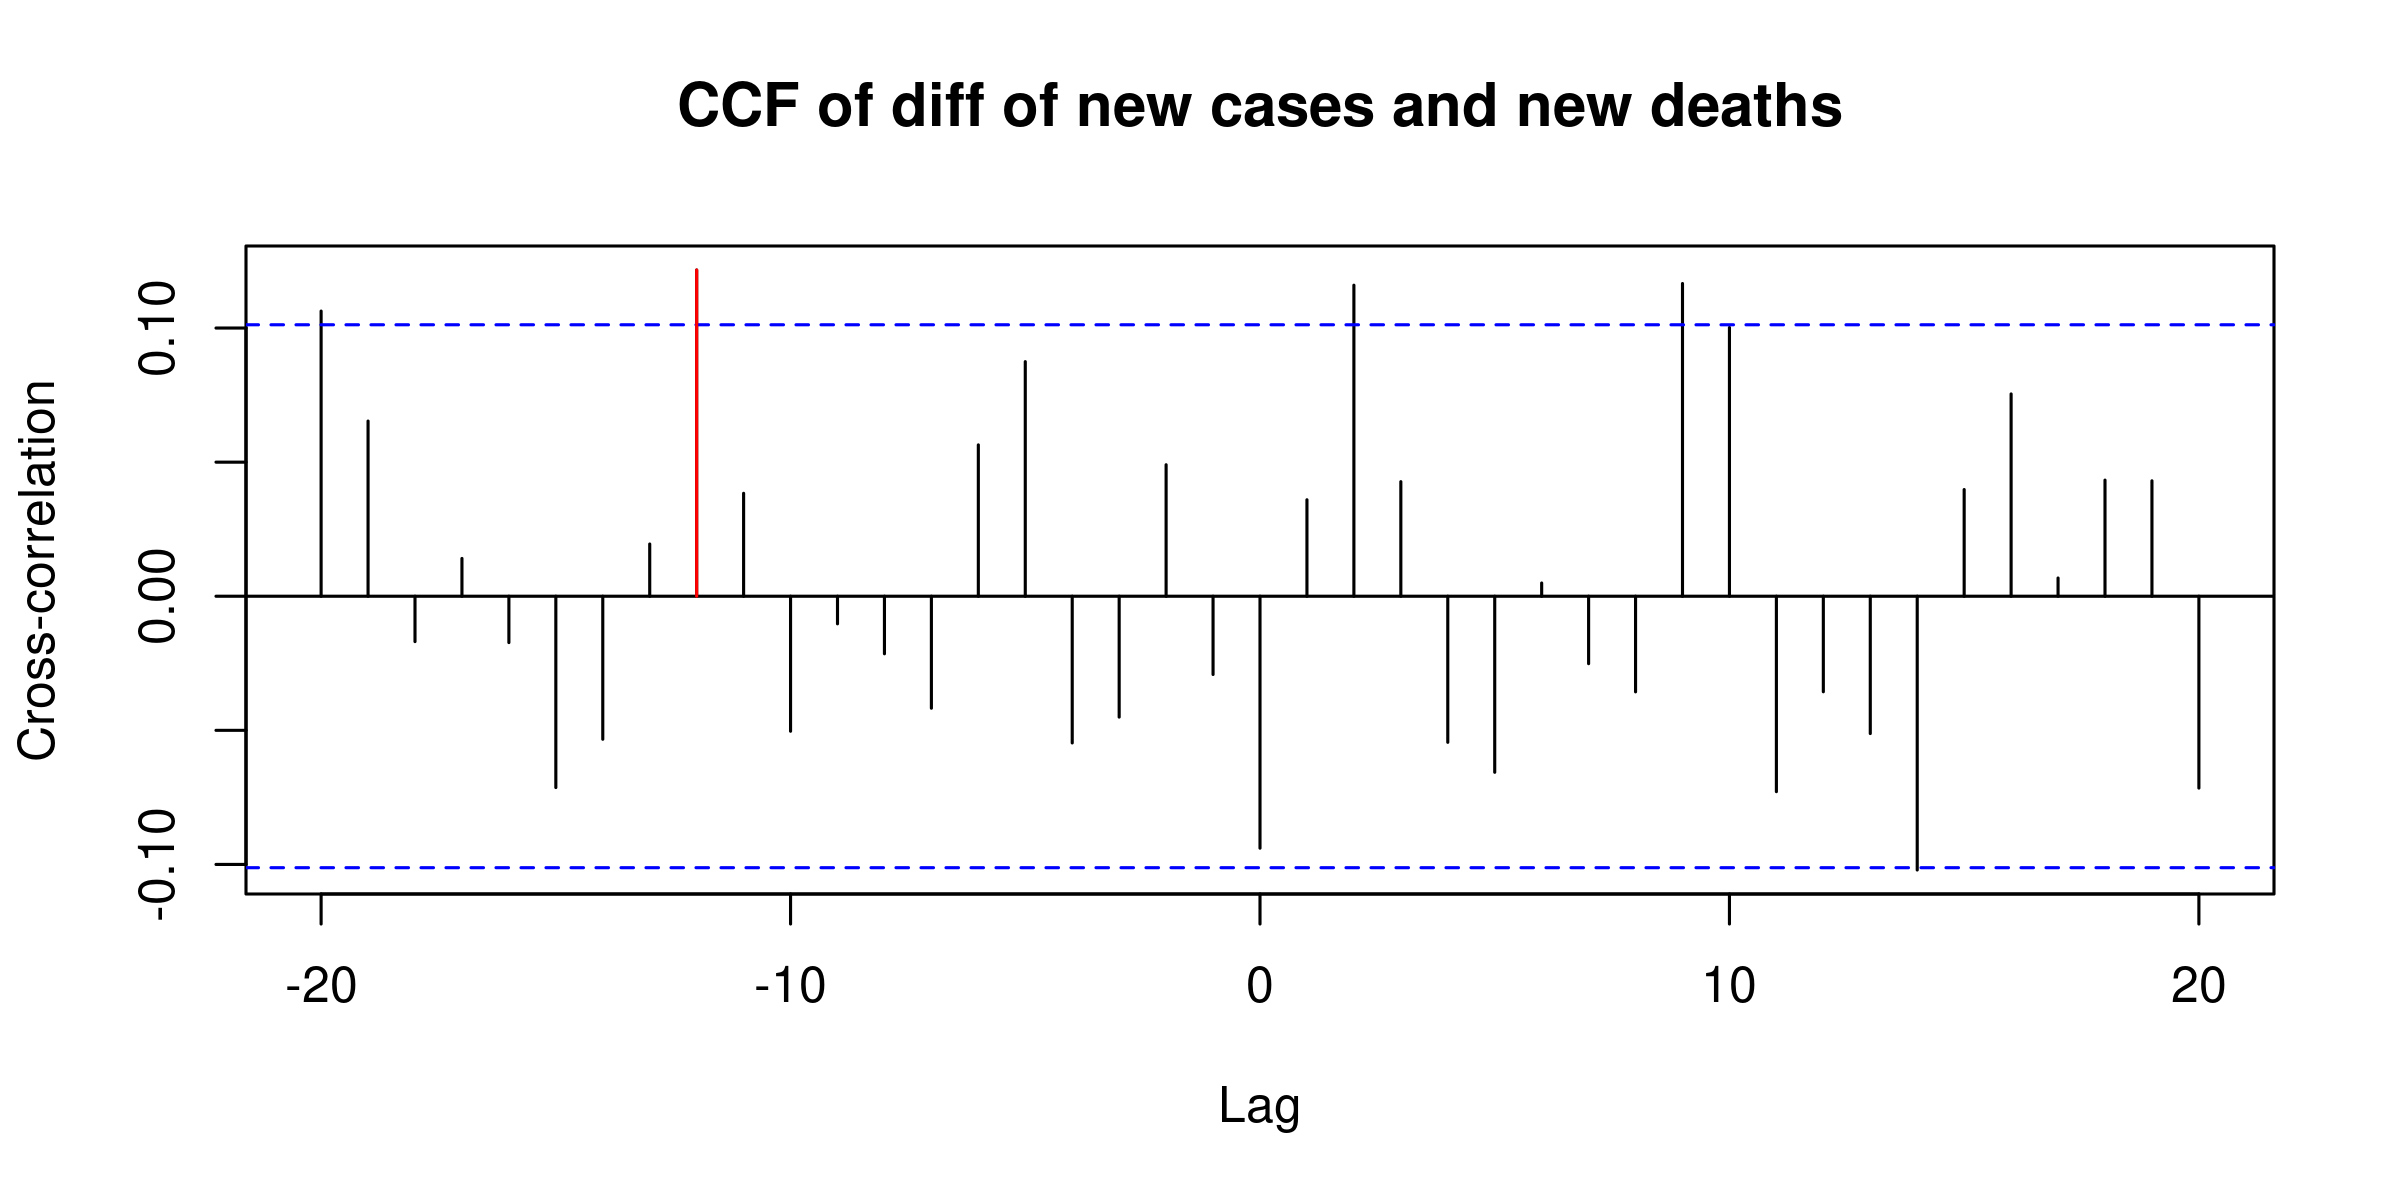 CCF of diff of new cases and new deaths
Cross-correlation
0.10
0.00
-0.10
-20 -10 0 10 20
Lag